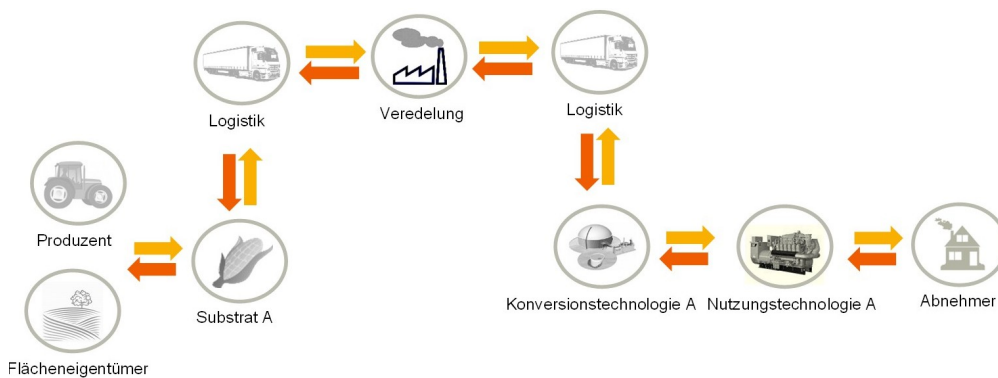 Logistik
Veredelung
Logistik
Produzent
Substrat A
Flächeneigentümer
Konversionstechnologie A
Nutzungstechnologie A
Abnehmer